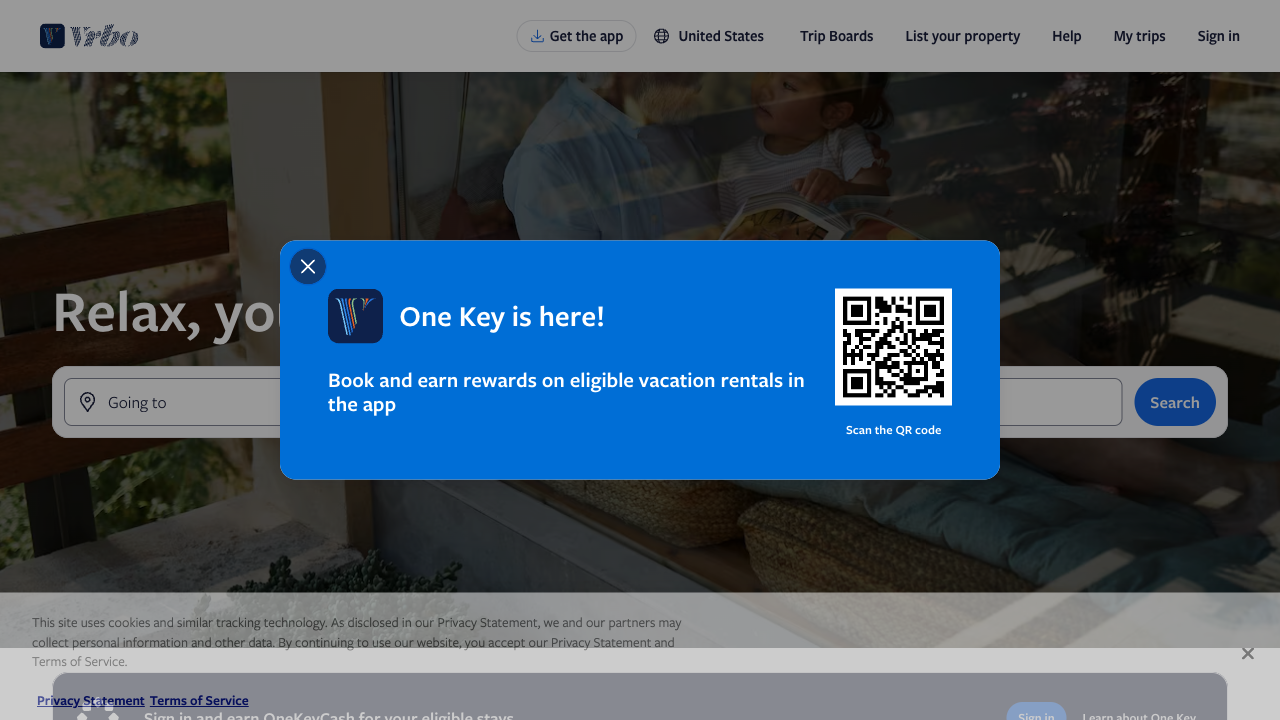 Vrbo
Get the app
United States
Trip Boards
List your property
Help
My trips
Sign in
Relax, yo
Going to
Search
One Key is here!
Book and earn rewards on eligible vacation rentals in
the app
Scan the QR code
This site uses cookies and similar tracking technology. As disclosed in our Privacy Statement, we and our partners may
collect personal information and other data. By continuing to use our website, you accept our Privacy Statement and
Terms of Service.
Privacy Statement Terms of Service
Sign in and earn OneKeyCash for your eligible stays
Sign in
Learn about One Key